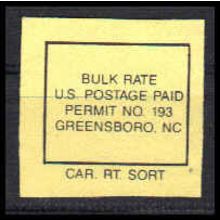 BULK RATE
U.S. POSTAGE PAID
PERMIT NO. 193
GREENSBORO, NC
CAR. RT. SORT